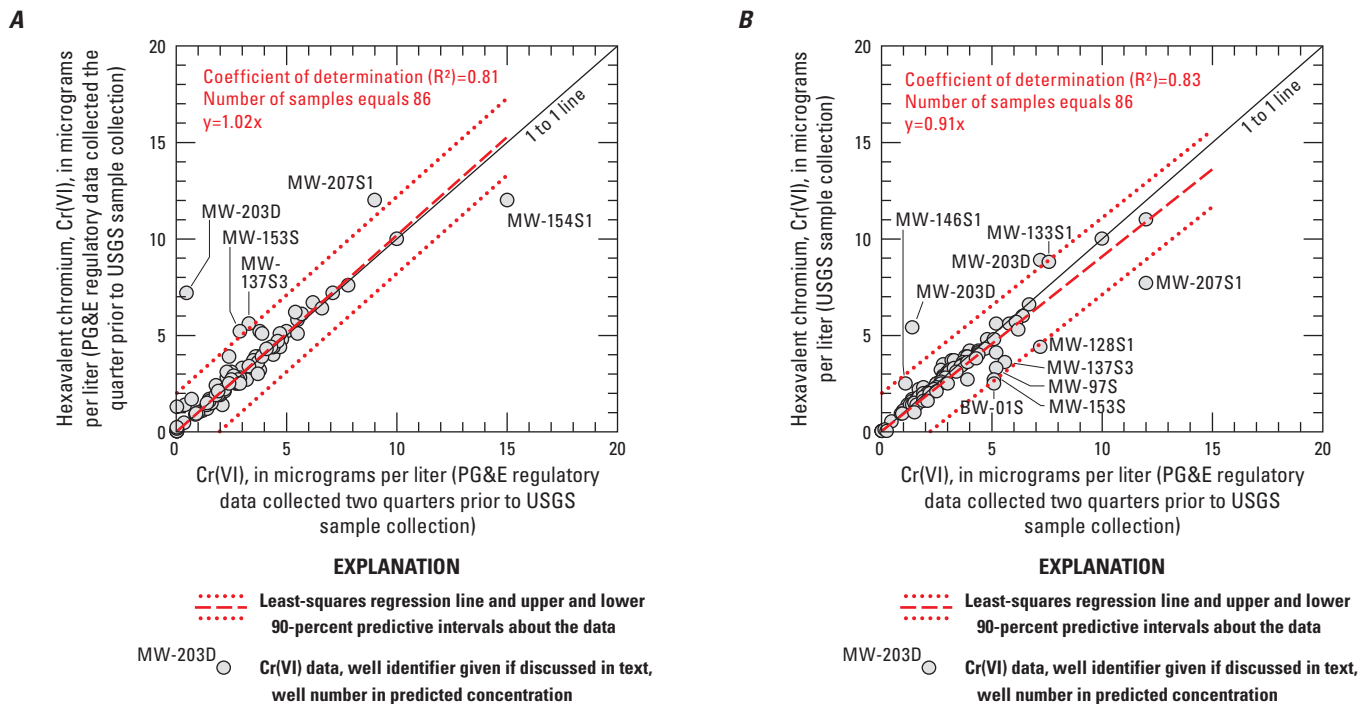 A
Hexavalent chromium, Cr(VI), in micrograms
per liter (PG&E regulatory data collected the
quarter prior to USGS sample collection)
20
15
10
5
0
Coefficient of determination (R²)=0.81
Number of samples equals 86
y=1.02x
1 to 1 line
MW-207S1
MW-154S1
MW-203D
MW-153S
MW-
137S3
0
5
10
15
20
Cr(VI), in micrograms per liter (PG&E regulatory
data collected two quarters prior to USGS
sample collection)
EXPLANATION
Least-squares regression line and upper and lower
90-percent predictive intervals about the data
MW-203D
Cr(VI) data, well identifier given if discussed in text,
well number in predicted concentration
B
Hexavalent chromium, Cr(VI), in micrograms
per liter (USGS sample collection)
20
15
10
5
0
Coefficient of determination (R²)=0.83
Number of samples equals 86
y=0.91x
1 to 1 line
MW-146S1
MW-133S1
MW-203D
MW-203D
MW-207S1
MW-128S1
MW-137S3
MW-97S
MW-153S
BW-01S
0
5
10
15
20
Cr(VI), in micrograms per liter (PG&E regulatory
data collected two quarters prior to USGS
sample collection)
EXPLANATION
Least-squares regression line and upper and lower
90-percent predictive intervals about the data
MW-203D
Cr(VI) data, well identifier given if discussed in text,
well number in predicted concentration